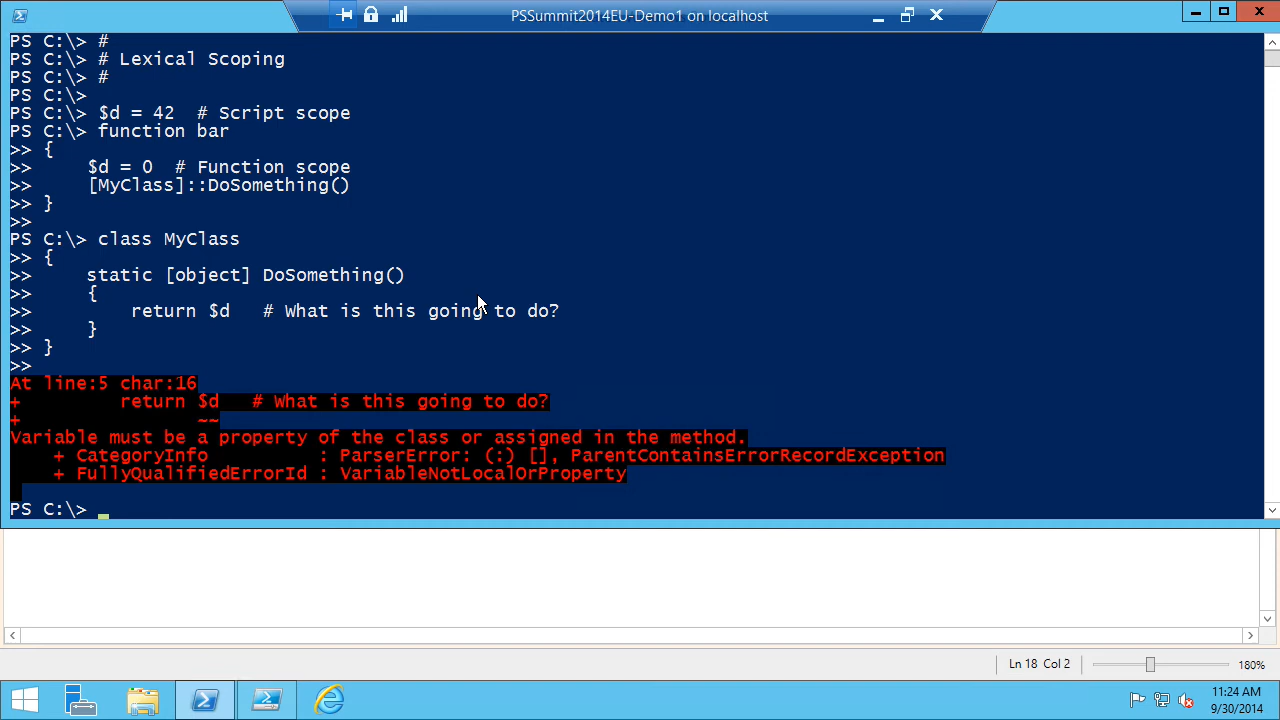 PSSummit2014EU-Demo1 on localhost
PS C:\> #
PS C:\> # Lexical Scoping
PS C:\> #
PS C:\>
PS C:\> $d = 42  # Script scope
PS C:\> function bar
>> {
>>     $d = 0  # Function scope
>>     [MyClass]::DoSomething()
>> }
>>
PS C:\> class MyClass
>> {
>>     static [object] DoSomething()
>>     {
>>         return $d   # What is this going to do?
>>     }
>> }
>>
At line:5 char:16
+         return $d   # What is this going to do?
+                ~~
Variable must be a property of the class or assigned in the method.
    + CategoryInfo          : ParserError: (:) [], ParentContainsErrorRecordException
    + FullyQualifiedErrorId : VariableNotLocalOrProperty
PS C:\>
Ln 18 Col 2
180%
11:24 AM
9/30/2014